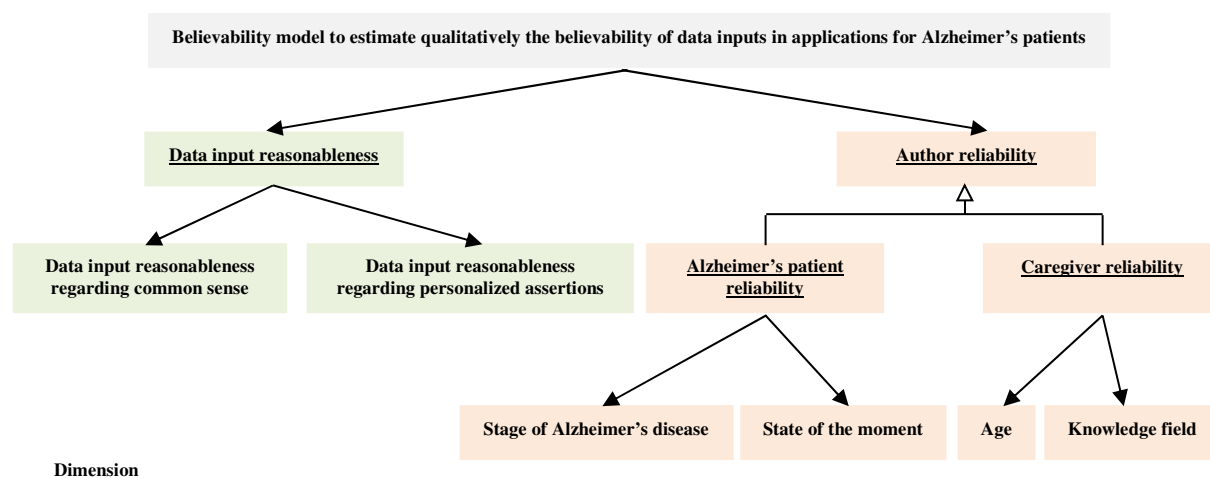 Believability model to estimate qualitatively the believability of data inputs in applications for Alzheimer’s patients
Data input reasonableness
Author reliability
Data input reasonableness
regarding common sense
Data input reasonableness
regarding personalized assertions
Alzheimer’s patient
reliability
Caregiver reliability
Stage of Alzheimer’s disease
State of the moment
Age
Knowledge field
Dimension